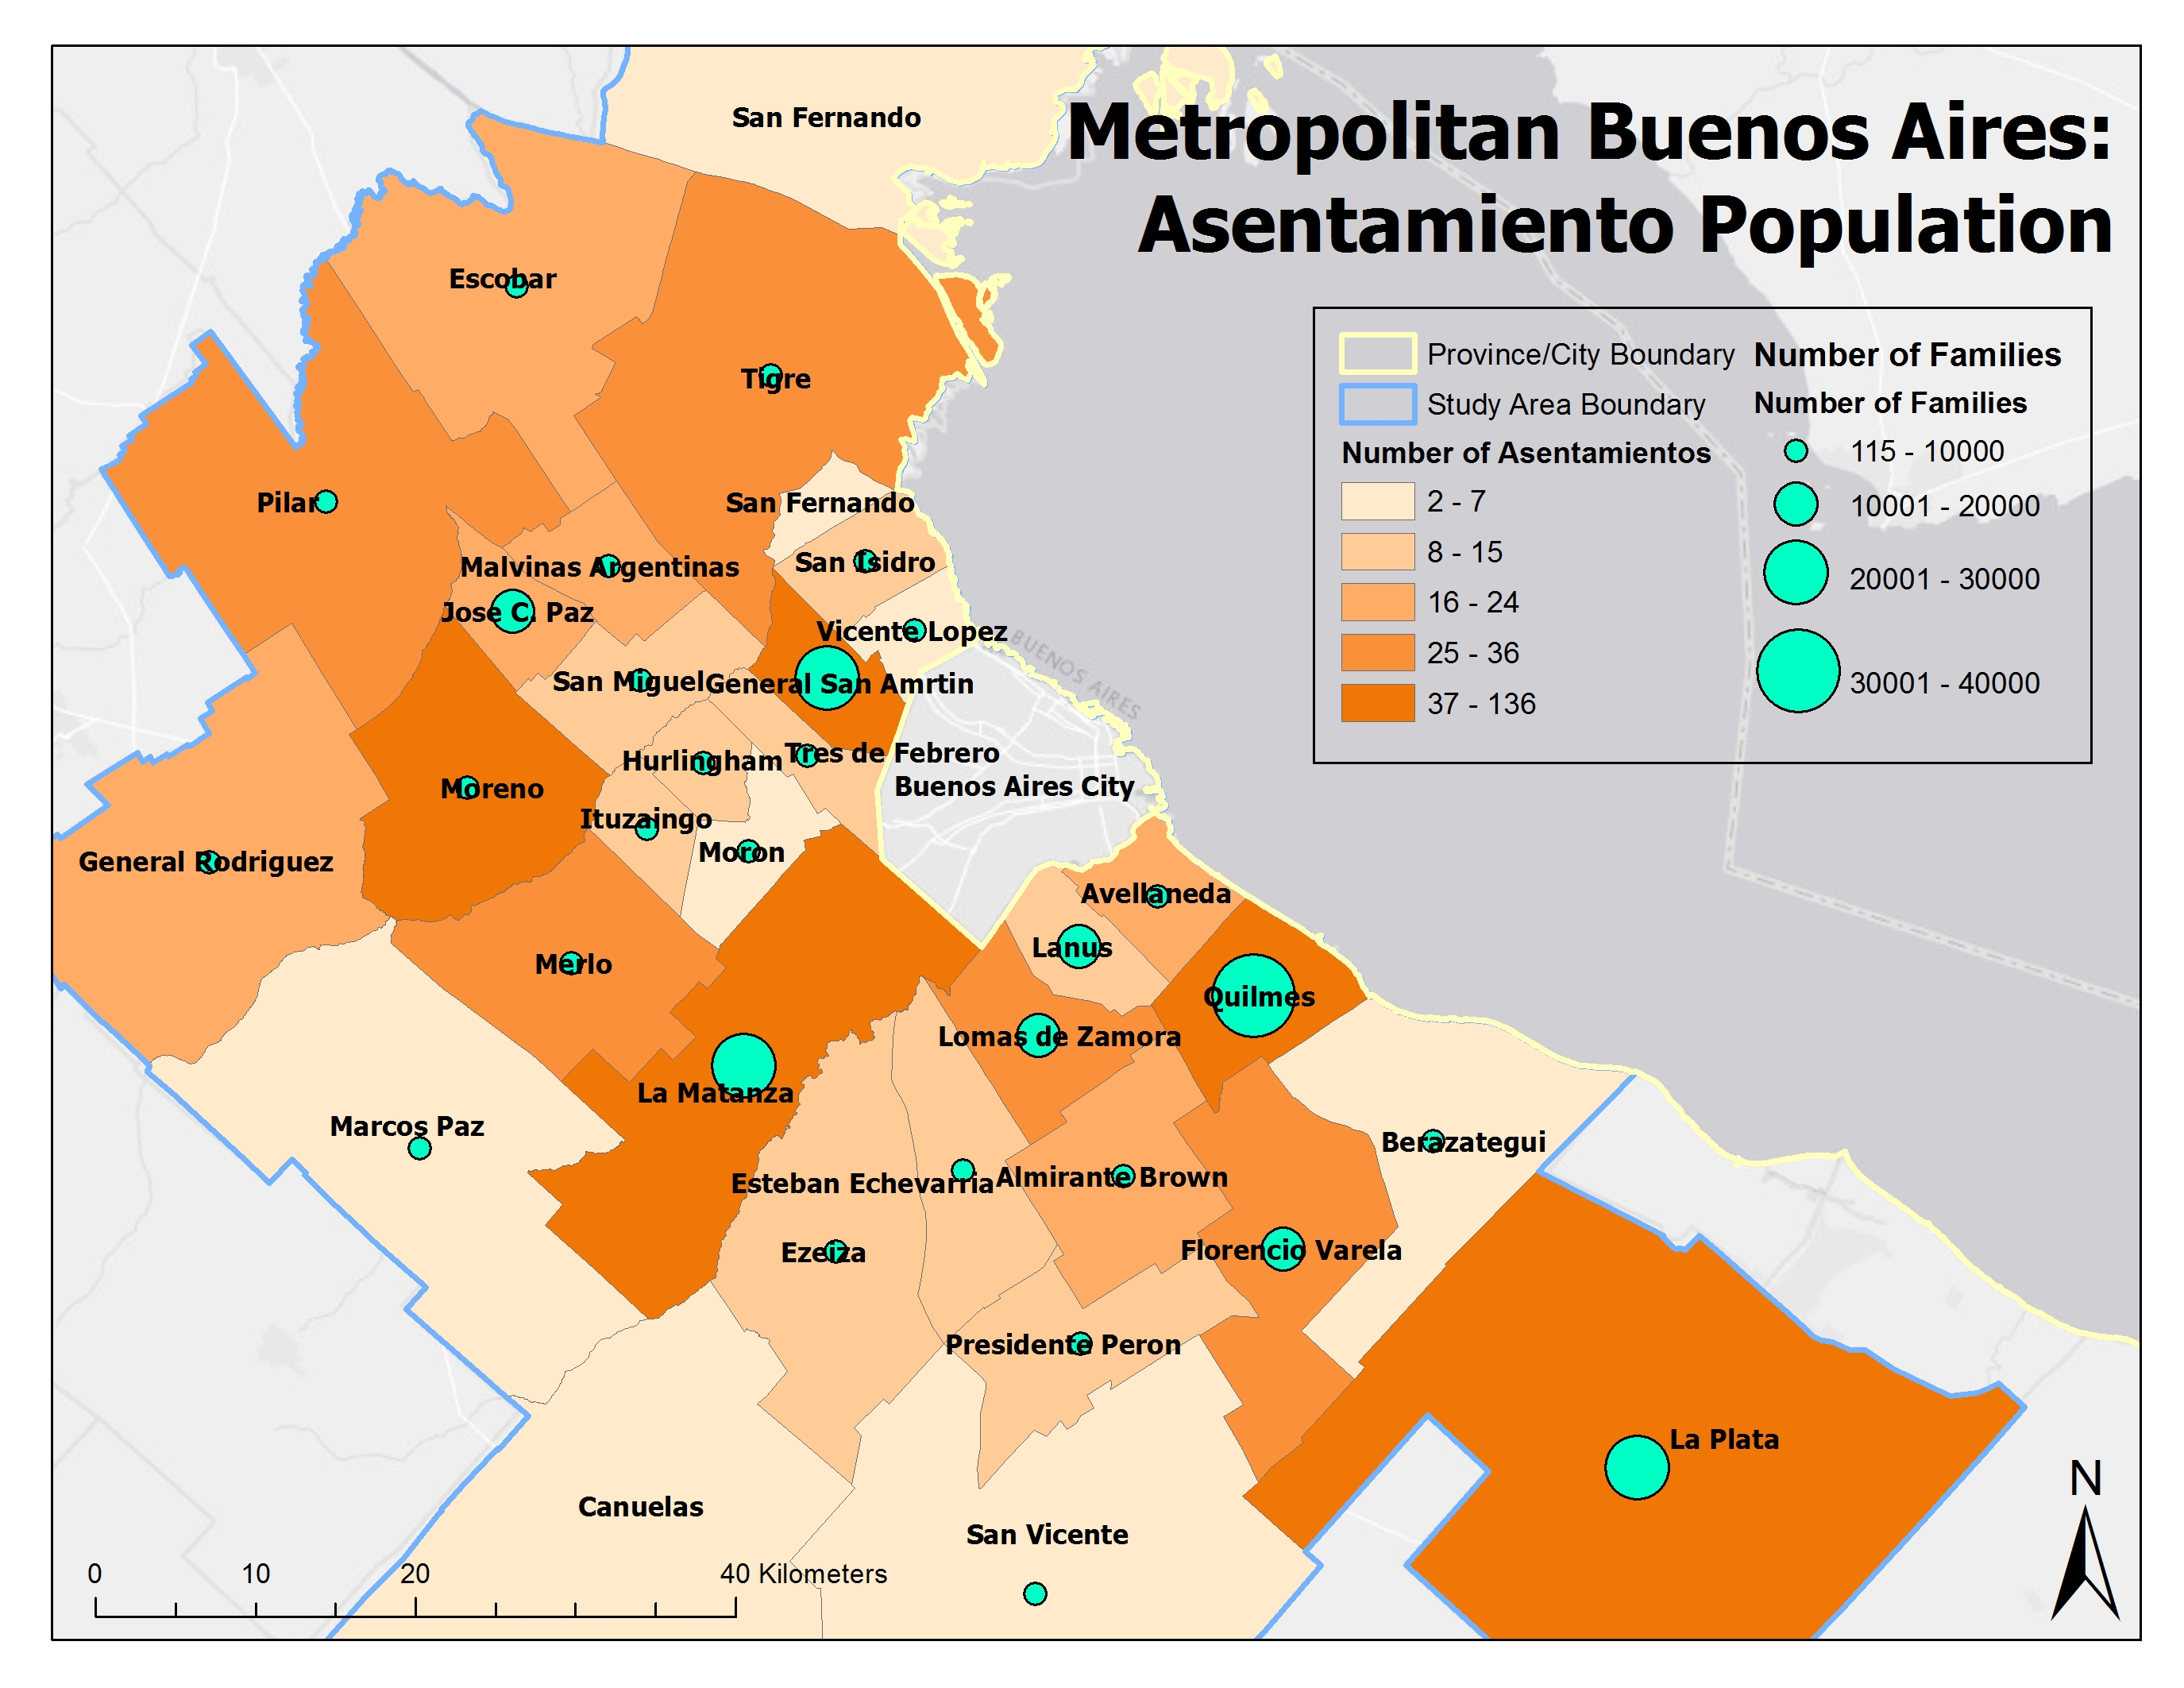 San Fernando
Metropolitan Buenos Aires:
Asentamiento Population
Escobar
Tigre
Pilar
San Fernando
Malvinas Argentinas
San Isidro
Jose C. Paz
Vicente Lopez
BUENOS AIRES
San Miguel
General San Amrtin
Hurlingham
Tres de Febrero
Buenos Aires City
Moreno
Ituzaingo
Moron
General Rodriguez
Avellaneda
Lanus
Merlo
Quilmes
Lomas de Zamora
La Matanza
Marcos Paz
Berazategui
Esteban Echevarria
Almirante Brown
Ezeiza
Florencio Varela
Presidente Peron
La Plata
Canuelas
San Vicente
Province/City Boundary
Study Area Boundary
Number of Asentamientos
2 - 7
8 - 15
16 - 24
25 - 36
37 - 136
Number of Families
Number of Families
115 - 10000
10001 - 20000
20001 - 30000
30001 - 40000
0 10 20 40 Kilometers
N